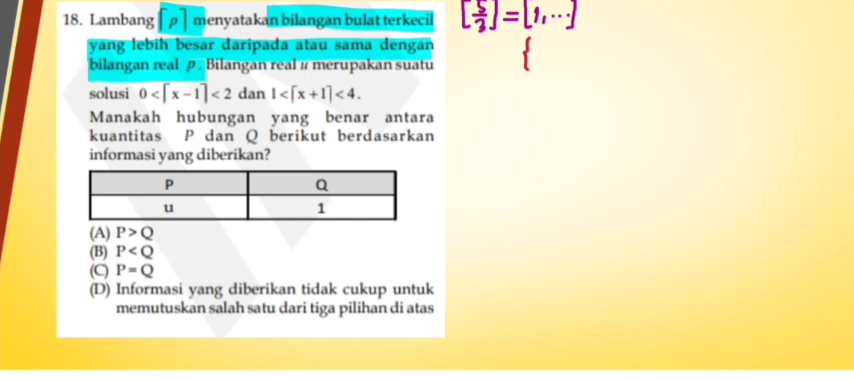 18. Lambang ⌈p⌉ menyatakan bilangan bulat terkecil
yang lebih besar daripada atau sama dengan
bilangan real p. Bilangan real u merupakan suatu
solusi 0 < ⌈x − 1⌉ < 2 dan 1 < ⌈x + 1⌉ < 4.
Manakah hubungan yang benar antara
kuantitas P dan Q berikut berdasarkan
informasi yang diberikan?
P Q
u 1
(A) P > Q
(B) P < Q
(C) P = Q
(D) Informasi yang diberikan tidak cukup untuk
memutuskan salah satu dari tiga pilihan di atas
⌈5/3⌉ = [1,...]
{